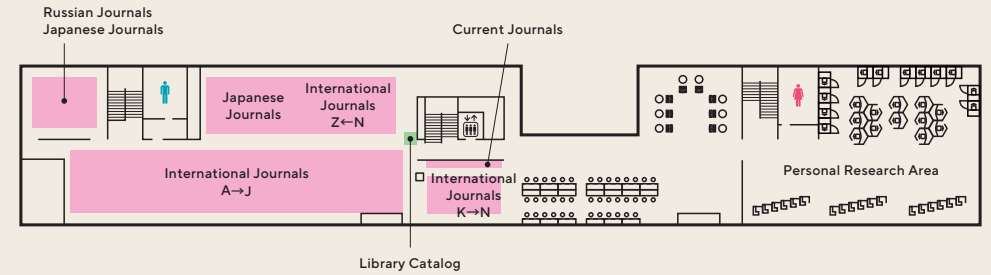 Russian Journals
Japanese Journals
Current Journals
Japanese
Journals
International
Journals
Z←N
International Journals
A→J
International
Journals
K→N
Personal Research Area
Library Catalog